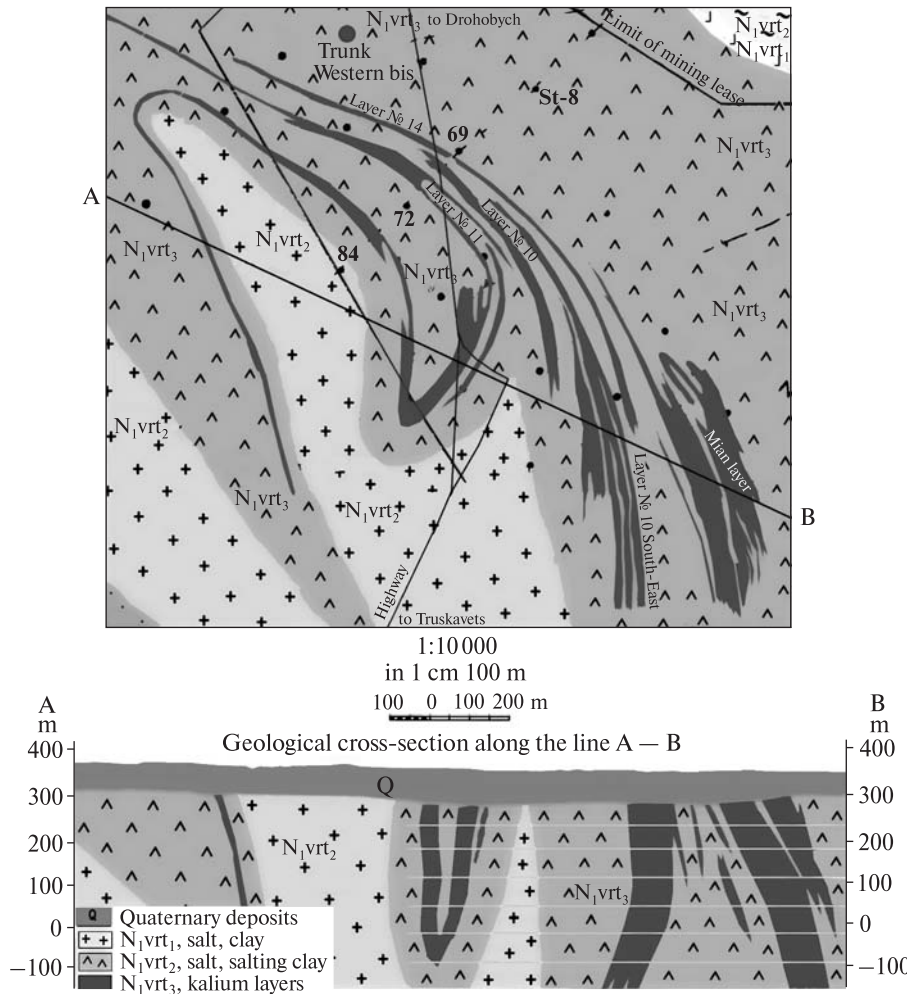 N1vrt3 to Drohobych
Trunk
Western bis
Limit of mining lease
N1vrt2
N1vrt1
St-8
Layer № 14
69
N1vrt3
A
72
Layer № 11
Layer № 10
N1vrt3
N1vrt2
84
N1vrt3
N1vrt3
N1vrt2
Mian layer
N1vrt3
N1vrt2
Layer № 10 South-East
B
Highway
to Truskavets
1:10 000
in 1 cm 100 m
100 0 100 200 m
A
m
B
m
Geological cross-section along the line A — B
400
300
200
100
0
−100
400
300
200
100
0
−100
Q
N1vrt2
N1vrt3
Q Quaternary deposits
N1vrt1, salt, clay
N1vrt2, salt, salting clay
N1vrt3, kalium layers